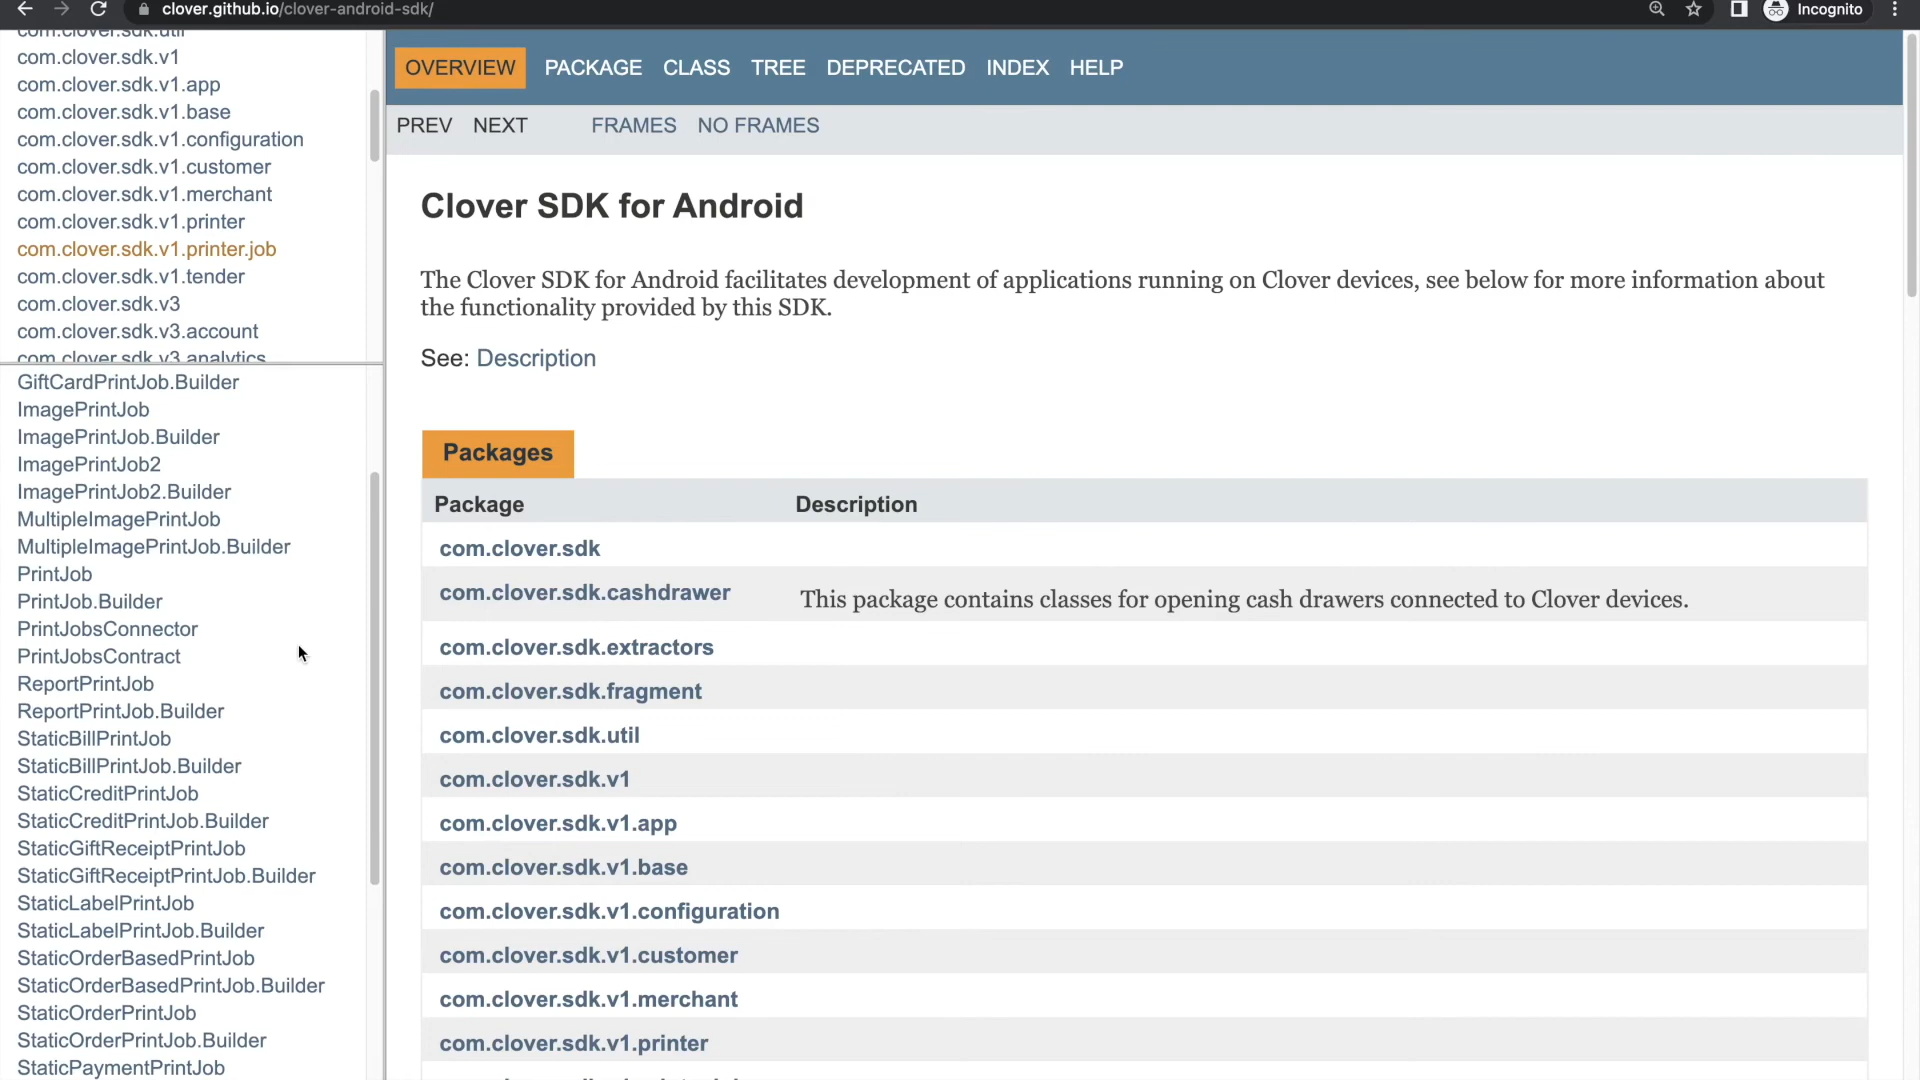 clover.github.io/clover-android-sdk/
Incognito
com.clover.sdk.util
com.clover.sdk.v1
com.clover.sdk.v1.app
com.clover.sdk.v1.base
com.clover.sdk.v1.configuration
com.clover.sdk.v1.customer
com.clover.sdk.v1.merchant
com.clover.sdk.v1.printer
com.clover.sdk.v1.printer.job
com.clover.sdk.v1.tender
com.clover.sdk.v3
com.clover.sdk.v3.account
com.clover.sdk.v3.analytics
GiftCardPrintJob.Builder
ImagePrintJob
ImagePrintJob.Builder
ImagePrintJob2
ImagePrintJob2.Builder
MultipleImagePrintJob
MultipleImagePrintJob.Builder
PrintJob
PrintJob.Builder
PrintJobsConnector
PrintJobsContract
ReportPrintJob
ReportPrintJob.Builder
StaticBillPrintJob
StaticBillPrintJob.Builder
StaticCreditPrintJob
StaticCreditPrintJob.Builder
StaticGiftReceiptPrintJob
StaticGiftReceiptPrintJob.Builder
StaticLabelPrintJob
StaticLabelPrintJob.Builder
StaticOrderBasedPrintJob
StaticOrderBasedPrintJob.Builder
StaticOrderPrintJob
StaticOrderPrintJob.Builder
StaticPaymentPrintJob
OVERVIEW PACKAGE CLASS TREE DEPRECATED INDEX HELP
PREV NEXT FRAMES NO FRAMES
Clover SDK for Android
The Clover SDK for Android facilitates development of applications running on Clover devices, see below for more information about
the functionality provided by this SDK.
See: Description
Packages
Package Description
com.clover.sdk
com.clover.sdk.cashdrawer This package contains classes for opening cash drawers connected to Clover devices.
com.clover.sdk.extractors
com.clover.sdk.fragment
com.clover.sdk.util
com.clover.sdk.v1
com.clover.sdk.v1.app
com.clover.sdk.v1.base
com.clover.sdk.v1.configuration
com.clover.sdk.v1.customer
com.clover.sdk.v1.merchant
com.clover.sdk.v1.printer